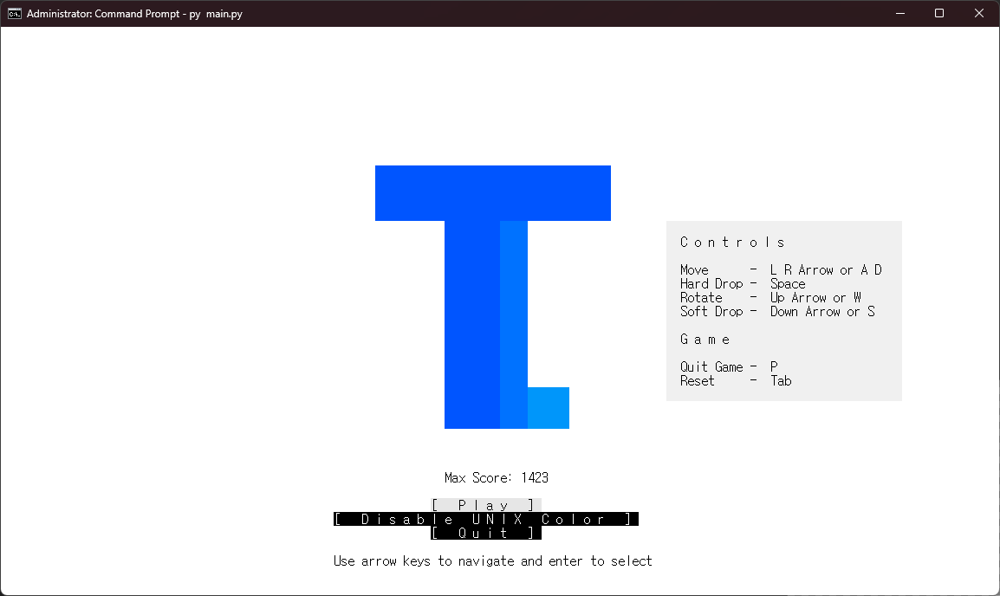 Administrator: Command Prompt - py  main.py
C o n t r o l s
Move      -  L R Arrow or A D
Hard Drop -  Space
Rotate    -  Up Arrow or W
Soft Drop -  Down Arrow or S
G a m e
Quit Game -  P
Reset     -  Tab
Max Score: 1423
[  P l a y  ]
[  D i s a b l e  U N I X  C o l o r  ]
[  Q u i t  ]
Use arrow keys to navigate and enter to select